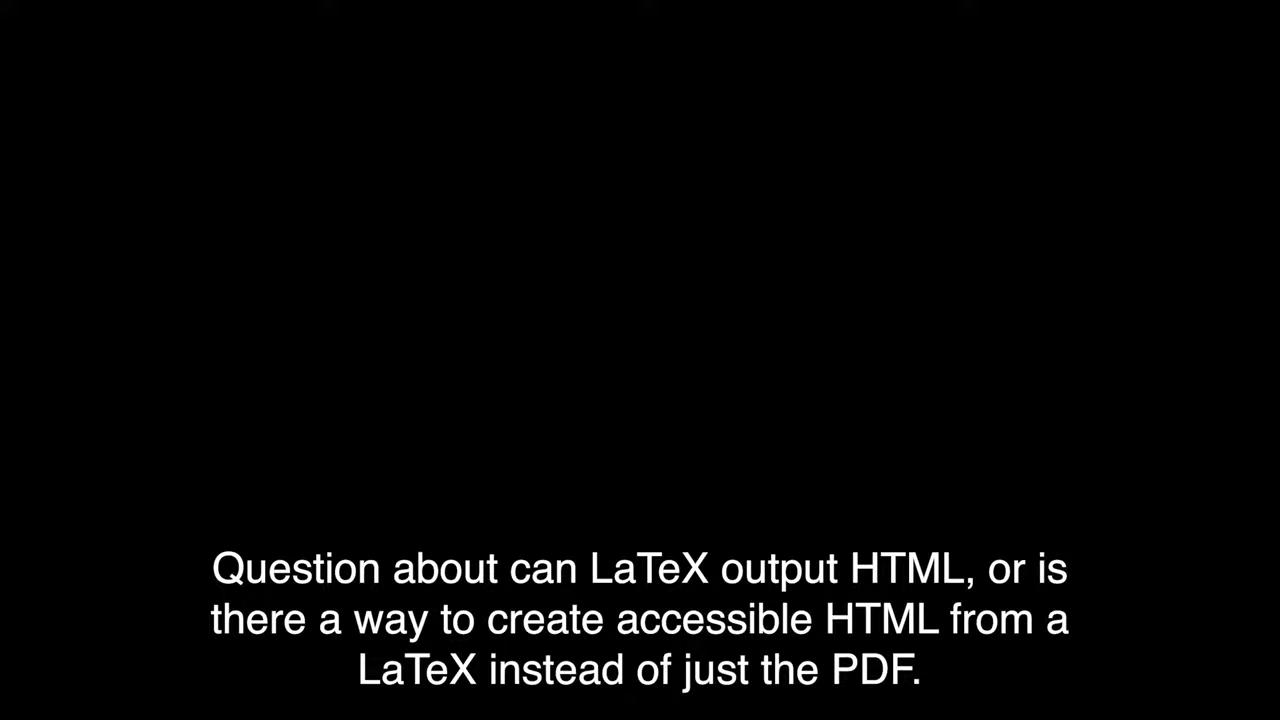 Question about can LaTeX output HTML, or is
there a way to create accessible HTML from a
LaTeX instead of just the PDF.